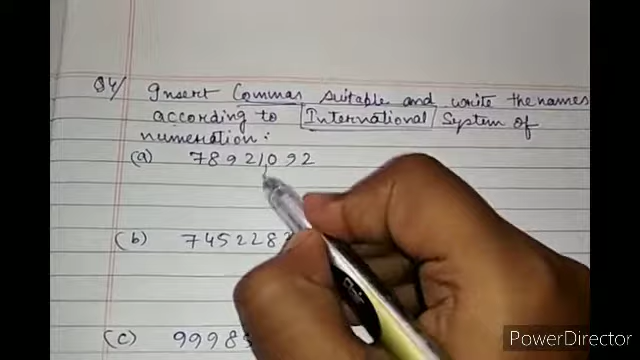 Q4/ Insert Commas suitable and write the names
according to International System of
numeration:
(a) 78921092
(b) 745228
(c) 9998
PowerDirector